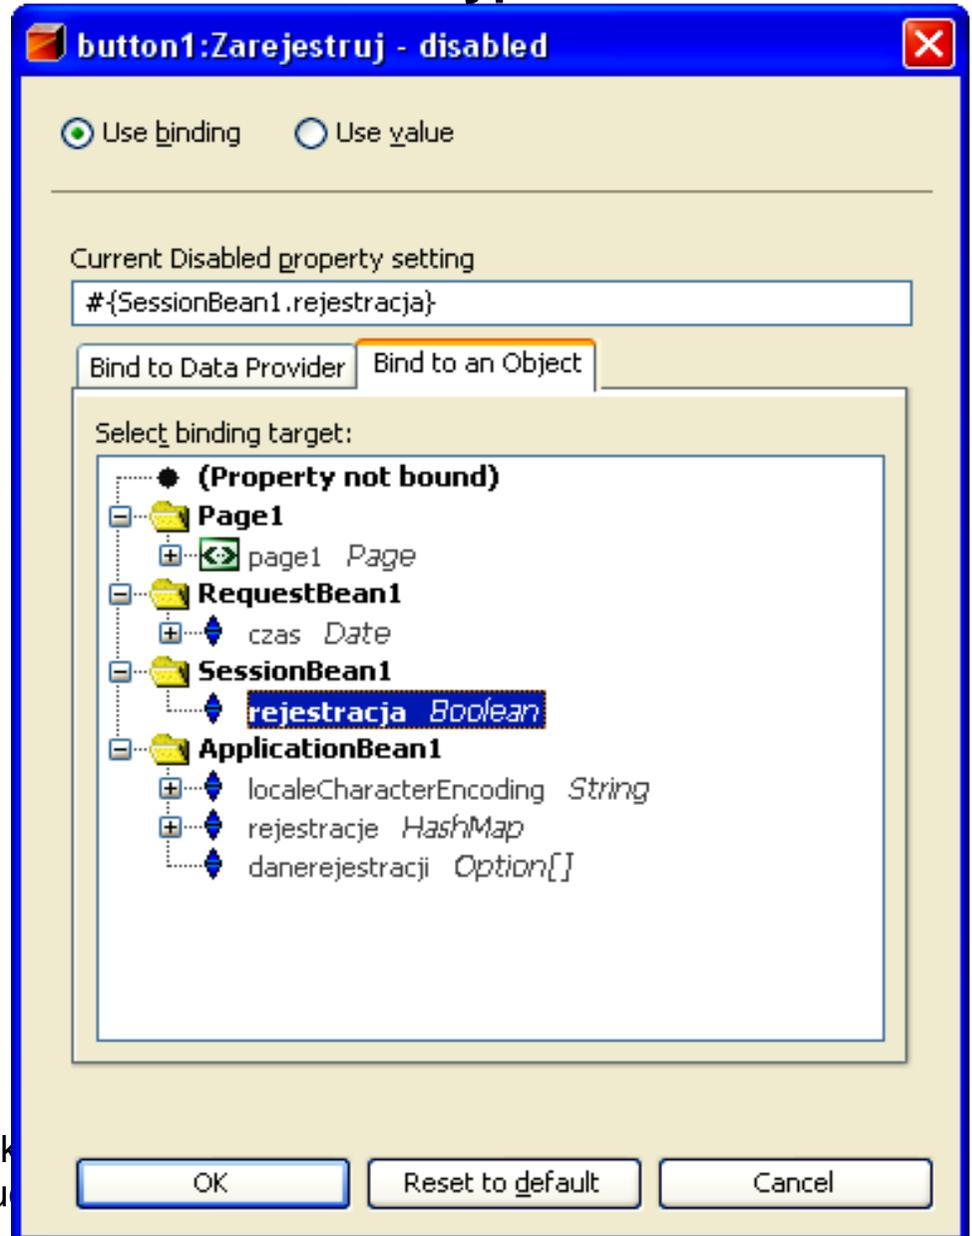 button1:Zarejestruj - disabled
Use binding Use value
Current Disabled property setting
#{SessionBean1.rejestracja}
Bind to Data Provider Bind to an Object
Select binding target:
(Property not bound)
Page1
page1 Page
RequestBean1
czas Date
SessionBean1
rejestracja Boolean
ApplicationBean1
localeCharacterEncoding String
rejestracje HashMap
danerejestracji Option[]
OK Reset to default Cancel